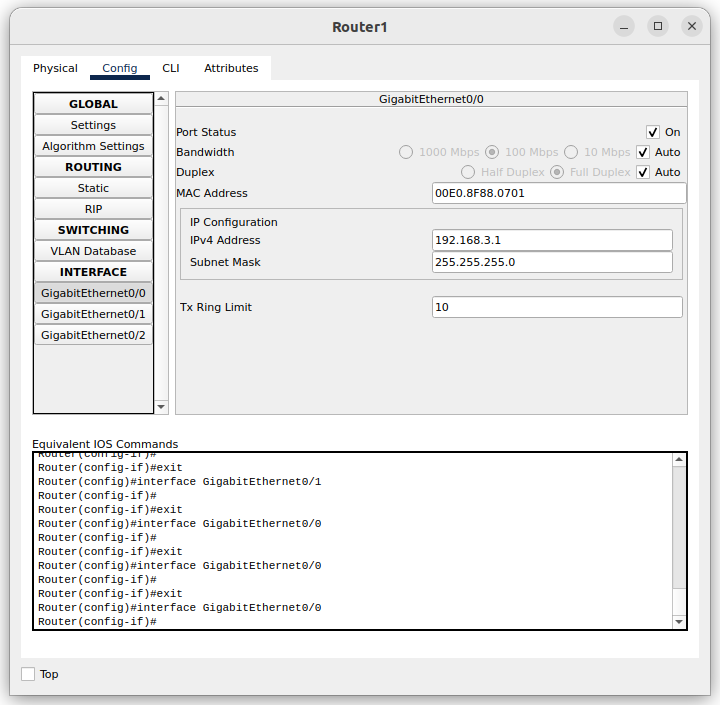 Router1
Physical Config CLI Attributes
GLOBAL
Settings
Algorithm Settings
ROUTING
Static
RIP
SWITCHING
VLAN Database
INTERFACE
GigabitEthernet0/0
GigabitEthernet0/1
GigabitEthernet0/2
GigabitEthernet0/0
Port Status On
Bandwidth 1000 Mbps 100 Mbps 10 Mbps Auto
Duplex Half Duplex Full Duplex Auto
MAC Address 00E0.8F88.0701
IP Configuration
IPv4 Address 192.168.3.1
Subnet Mask 255.255.255.0
Tx Ring Limit 10
Equivalent IOS Commands
Router(config-if)#
Router(config-if)#exit
Router(config)#interface GigabitEthernet0/1
Router(config-if)#
Router(config-if)#exit
Router(config)#interface GigabitEthernet0/0
Router(config-if)#
Router(config-if)#exit
Router(config)#interface GigabitEthernet0/0
Router(config-if)#
Router(config-if)#exit
Router(config)#interface GigabitEthernet0/0
Router(config-if)#
Top